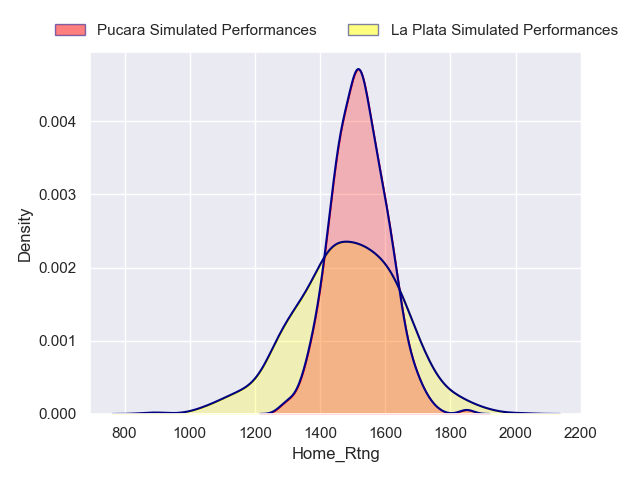 Pucara Simulated Performances
La Plata Simulated Performances
0.004
0.003
0.002
0.001
0.000
Density
800 1000 1200 1400 1600 1800 2000 2200
Home_Rtng